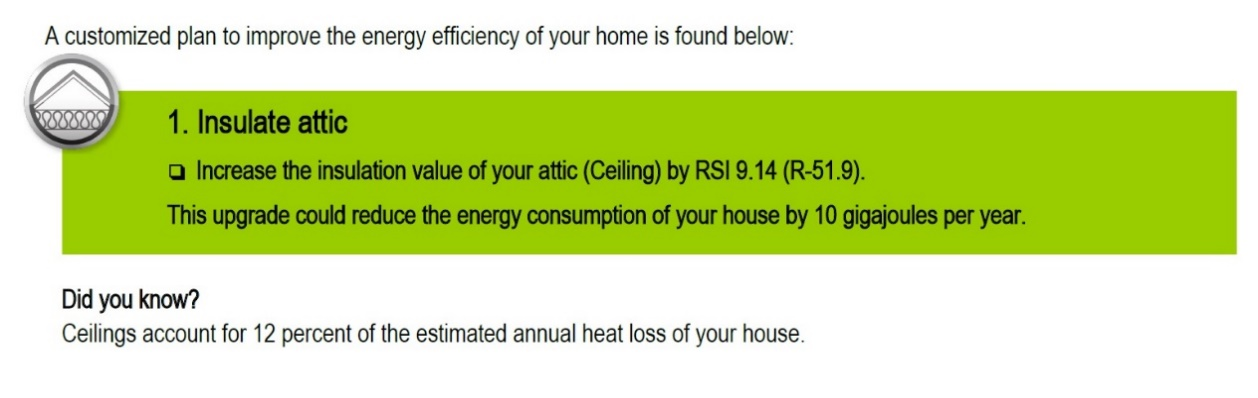 A customized plan to improve the energy efficiency of your home is found below:
1. Insulate attic
❑ Increase the insulation value of your attic (Ceiling) by RSI 9.14 (R-51.9).
This upgrade could reduce the energy consumption of your house by 10 gigajoules per year.
Did you know?
Ceilings account for 12 percent of the estimated annual heat loss of your house.